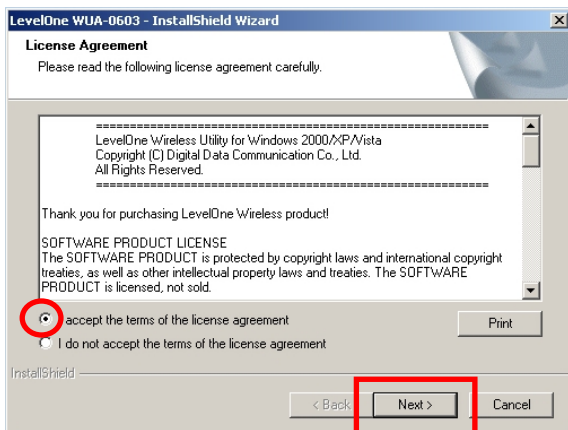 LevelOne WUA-0603 - InstallShield Wizard
License Agreement
Please read the following license agreement carefully.
==================================================
LevelOne Wireless Utility for Windows 2000/XP/Vista
Copyright (C) Digital Data Communication Co., Ltd.
All Rights Reserved.
==================================================
Thank you for purchasing LevelOne Wireless product!
SOFTWARE PRODUCT LICENSE
The SOFTWARE PRODUCT is protected by copyright laws and international copyright
treaties, as well as other intellectual property laws and treaties. The SOFTWARE
PRODUCT is licensed, not sold.
accept the terms of the license agreement
Print
I do not accept the terms of the license agreement
InstallShield
< Back
Next >
Cancel